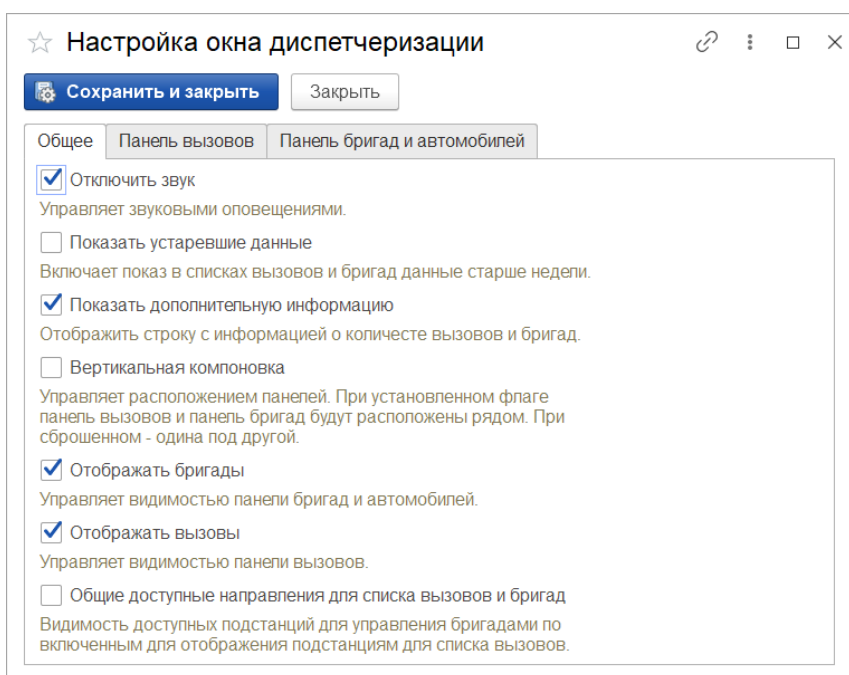 Настройка окна диспетчеризации
Сохранить и закрыть
Закрыть
Общее
Панель вызовов
Панель бригад и автомобилей
Отключить звук
Управляет звуковыми оповещениями.
Показать устаревшие данные
Включает показ в списках вызовов и бригад данные старше недели.
Показать дополнительную информацию
Отображить строку с информацией о количесте вызовов и бригад.
Вертикальная компоновка
Управляет расположением панелей. При установленном флаге
панель вызовов и панель бригад будут расположены рядом. При
сброшенном - одина под другой.
Отображать бригады
Управляет видимостью панели бригад и автомобилей.
Отображать вызовы
Управляет видимостью панели вызовов.
Общие доступные направления для списка вызовов и бригад
Видимость доступных подстанций для управления бригадами по
включенным для отображения подстанциям для списка вызовов.